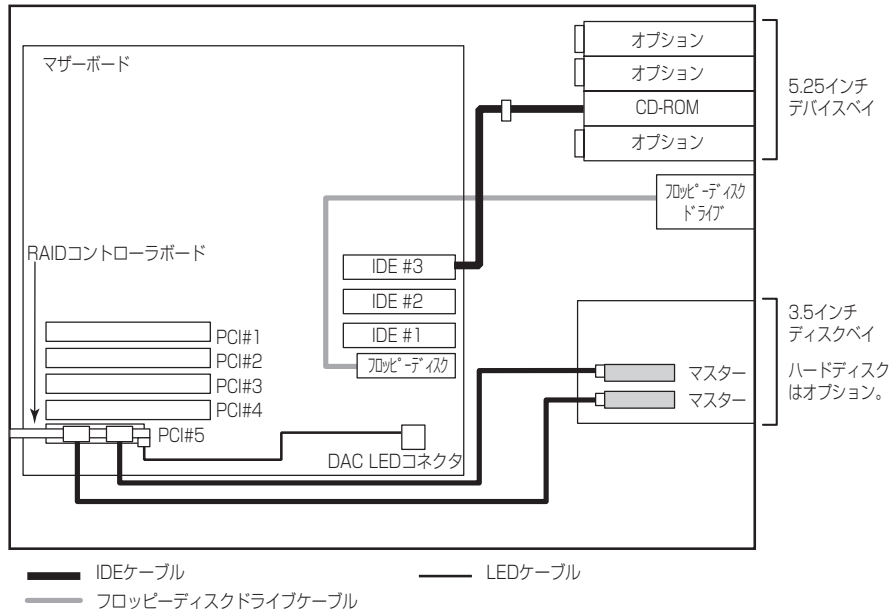 マザーボード
オプション
オプション
CD-ROM
オプション
5.25インチ
デバイスベイ
フロッピーディスク
ドライブ
RAIDコントローラボード
IDE #3
IDE #2
IDE #1
フロッピーディスク
PCI#1
PCI#2
PCI#3
PCI#4
PCI#5
DAC LEDコネクタ
マスター
マスター
3.5インチ
ディスクベイ
ハードディスク
はオプション。
IDEケーブル
LEDケーブル
フロッピーディスクドライブケーブル